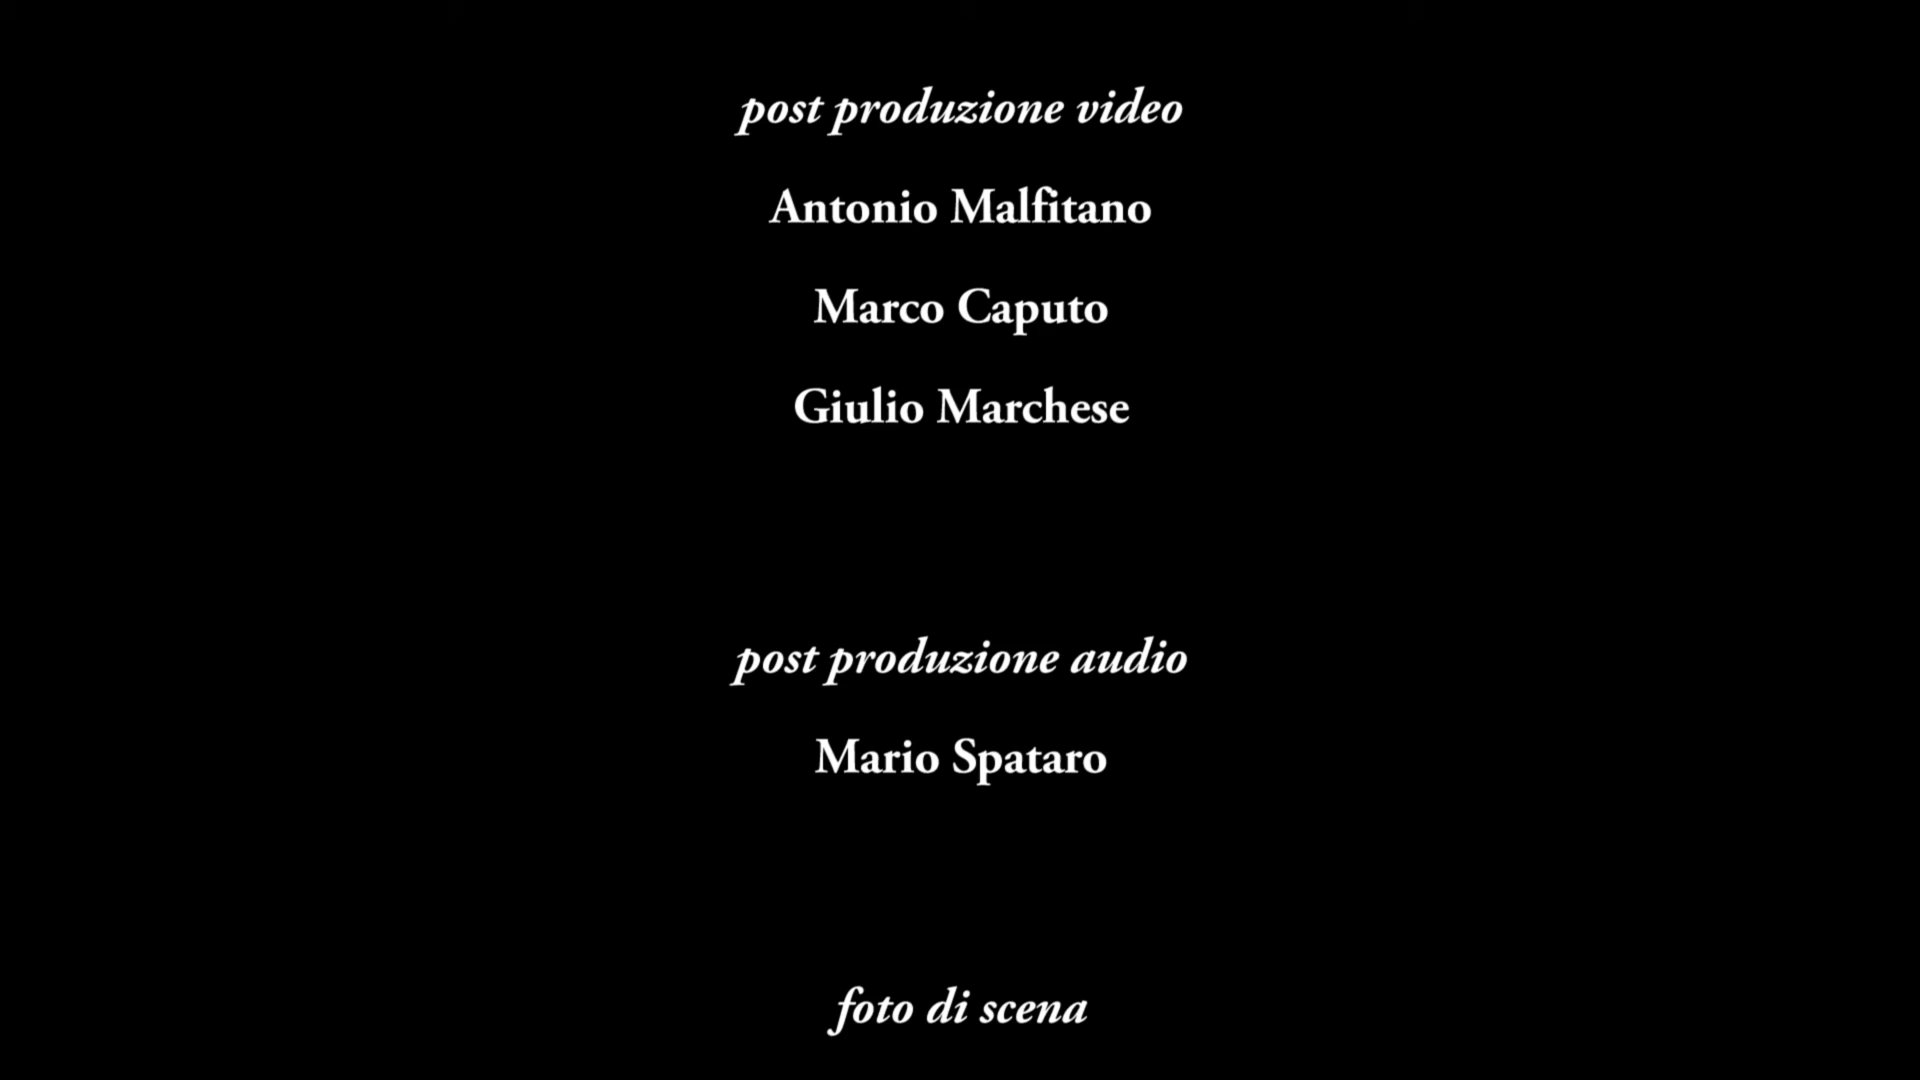 post produzione video
Antonio Malfitano
Marco Caputo
Giulio Marchese
post produzione audio
Mario Spataro
foto di scena